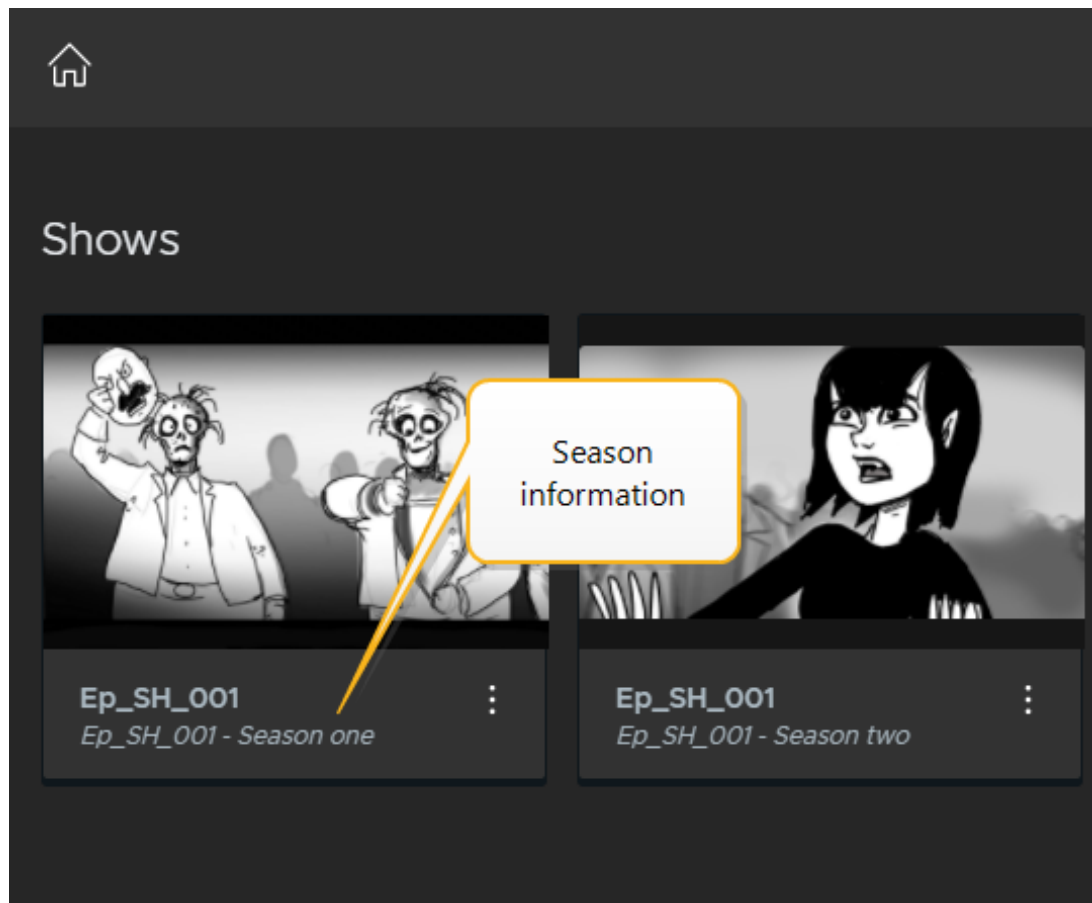 Shows
Season
information
Ep_SH_001
Ep_SH_001 - Season one
Ep_SH_001
Ep_SH_001 - Season two